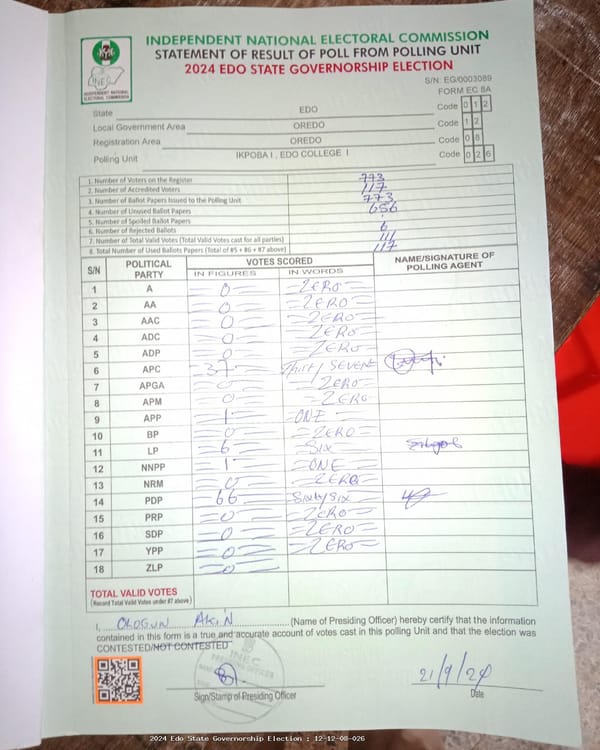 INDEPENDENT NATIONAL ELECTORAL COMMISSION
STATEMENT OF RESULT OF POLL FROM POLLING UNIT
2024 EDO STATE GOVERNORSHIP ELECTION
INEC
INDEPENDENT NATIONAL
ELECTORAL COMMISSION
S/N: EG/0003089
FORM EC 8A
State EDO Code 0 1 2
Local Government Area OREDO Code 1 2
Registration Area OREDO Code 0 8
Polling Unit IKPOBA I , EDO COLLEGE I Code 0 2 6
1. Number of Voters on the Register 773
2. Number of Accredited Voters 117
3. Number of Ballot Papers Issued to the Polling Unit 773
4. Number of Unused Ballot Papers 656
5. Number of Spoiled Ballot Papers
6. Number of Rejected Ballots 6
7. Number of Total Valid Votes (Total Valid Votes cast for all parties) 111
8. Total Number of Used Ballots Papers (Total of #5 + #6 + #7 above) 117
S/N POLITICAL PARTY VOTES SCORED NAME/SIGNATURE OF POLLING AGENT
IN FIGURES IN WORDS
1 A 0 ZERO
2 AA 0 ZERO
3 AAC 0 ZERO
4 ADC 0 ZERO
5 ADP 0 ZERO
6 APC 37 Thirty SEVEN
7 APGA 0 ZERO
8 APM 0 ZERO
9 APP 1 ONE
10 BP 0 ZERO
11 LP 6 SIX
12 NNPP 1 ONE
13 NRM 0 ZERO
14 PDP 66 Sixty SIX
15 PRP 0 ZERO
16 SDP 0 ZERO
17 YPP 0 ZERO
18 ZLP 0
TOTAL VALID VOTES
(Record Total Valid Votes under #7 above)
I, OLOGUN AKIN (Name of Presiding Officer) hereby certify that the information
contained in this form is a true and accurate account of votes cast in this polling Unit and that the election was
CONTESTED/NOT CONTESTED
INEC
PRESIDING OFFICER
21/9/24
Sign/Stamp of Presiding Officer
Date
2024 Edo State Governorship Election : 12-12-08-026